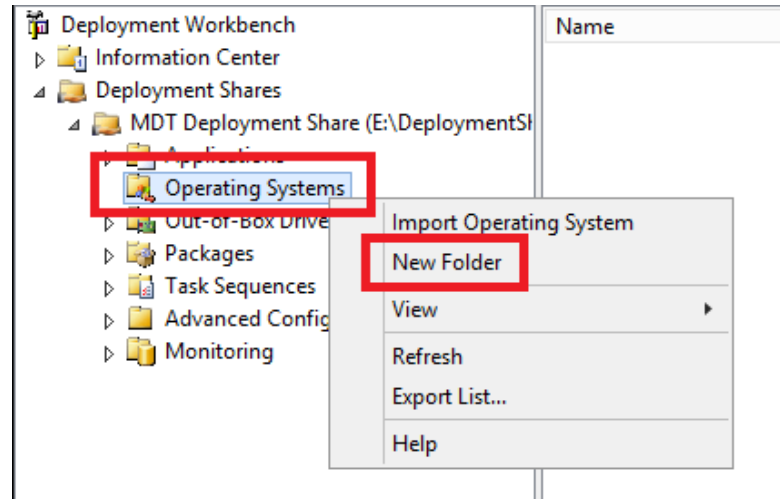 Deployment Workbench
Name
Information Center
Deployment Shares
MDT Deployment Share (E:\DeploymentSh
Applications
Operating Systems
Out-of-Box Drive
Import Operating System
New Folder
Packages
Task Sequences
View
Advanced Config
Monitoring
Refresh
Export List...
Help